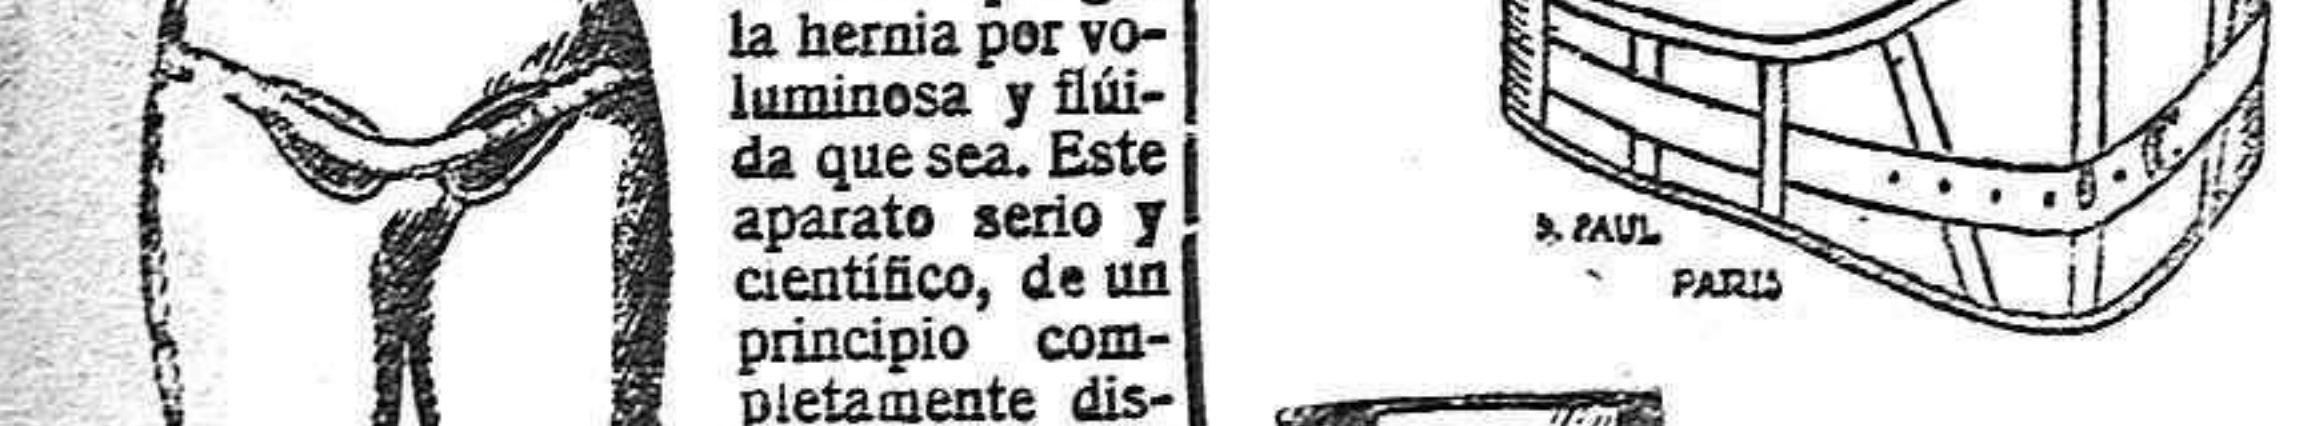 la hernia por vo-
luminosa y flúi-
da que sea. Este
aparato serio y
científico, de un
principio com-
pletamente dis-
PAUL
PARIS